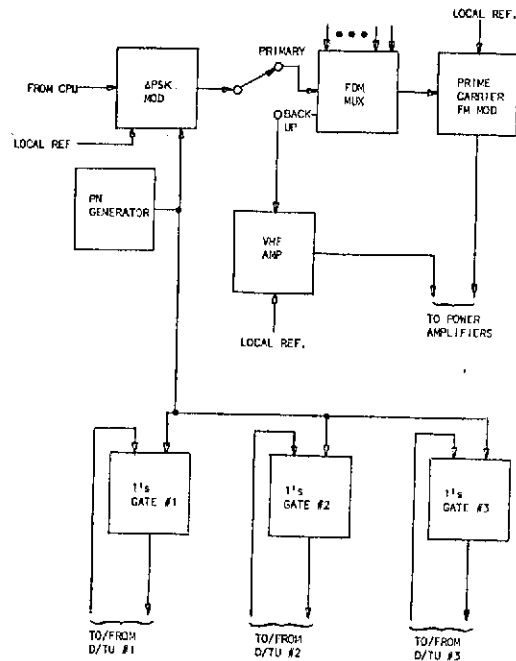 LOCAL REF.
PRIMARY
FROM CPU
ΔPSK
MOD
FDM
MUX
PRIME
CARRIER
FM MOD
BACK
UP
LOCAL REF
PN
GENERATOR
VHF
AMP
TO POWER
AMPLIFIERS
LOCAL REF.
1's
GATE #1
1's
GATE #2
1's
GATE #3
TO/FROM
D/TU #1
TO/FROM
D/TU #2
TO/FROM
D/TU #3